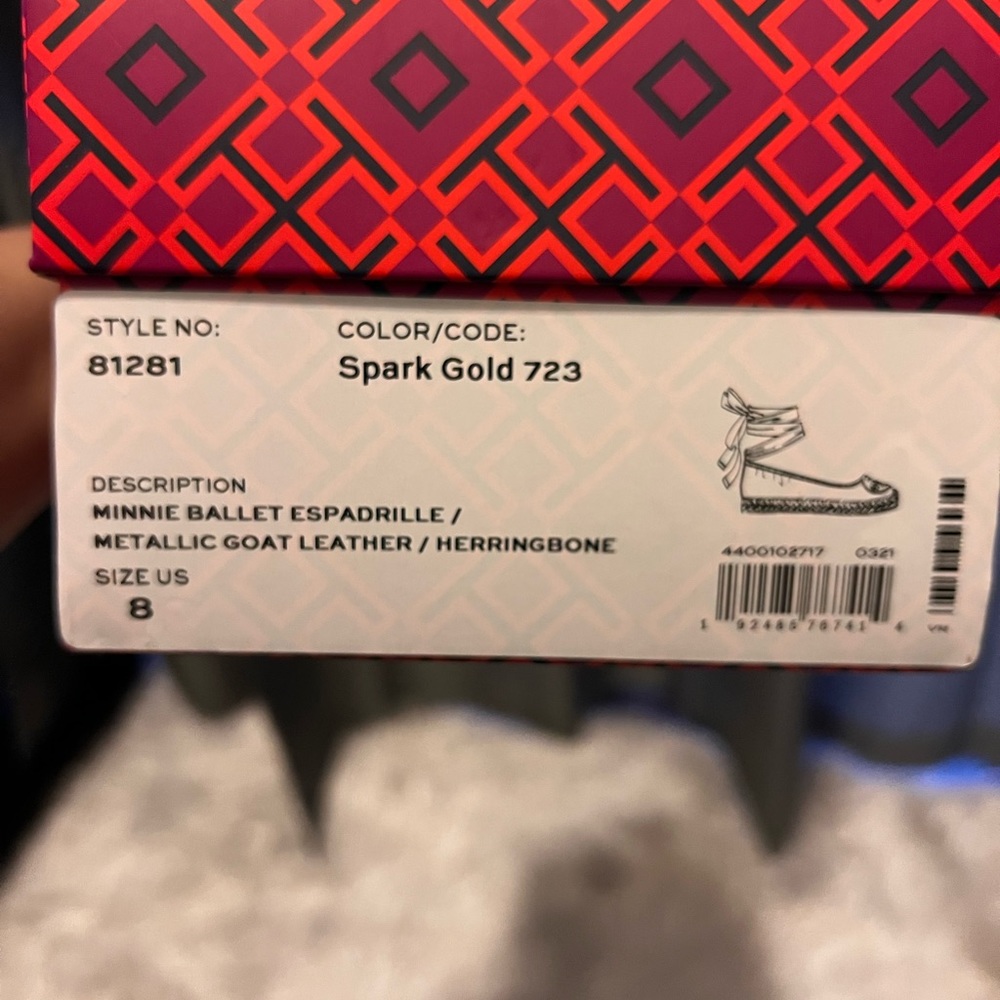 STYLE NO:
81281
COLOR/CODE:
Spark Gold 723
DESCRIPTION
MINNIE BALLET ESPADRILLE /
METALLIC GOAT LEATHER / HERRINGBONE
SIZE US
8
4400102717 0321
VN